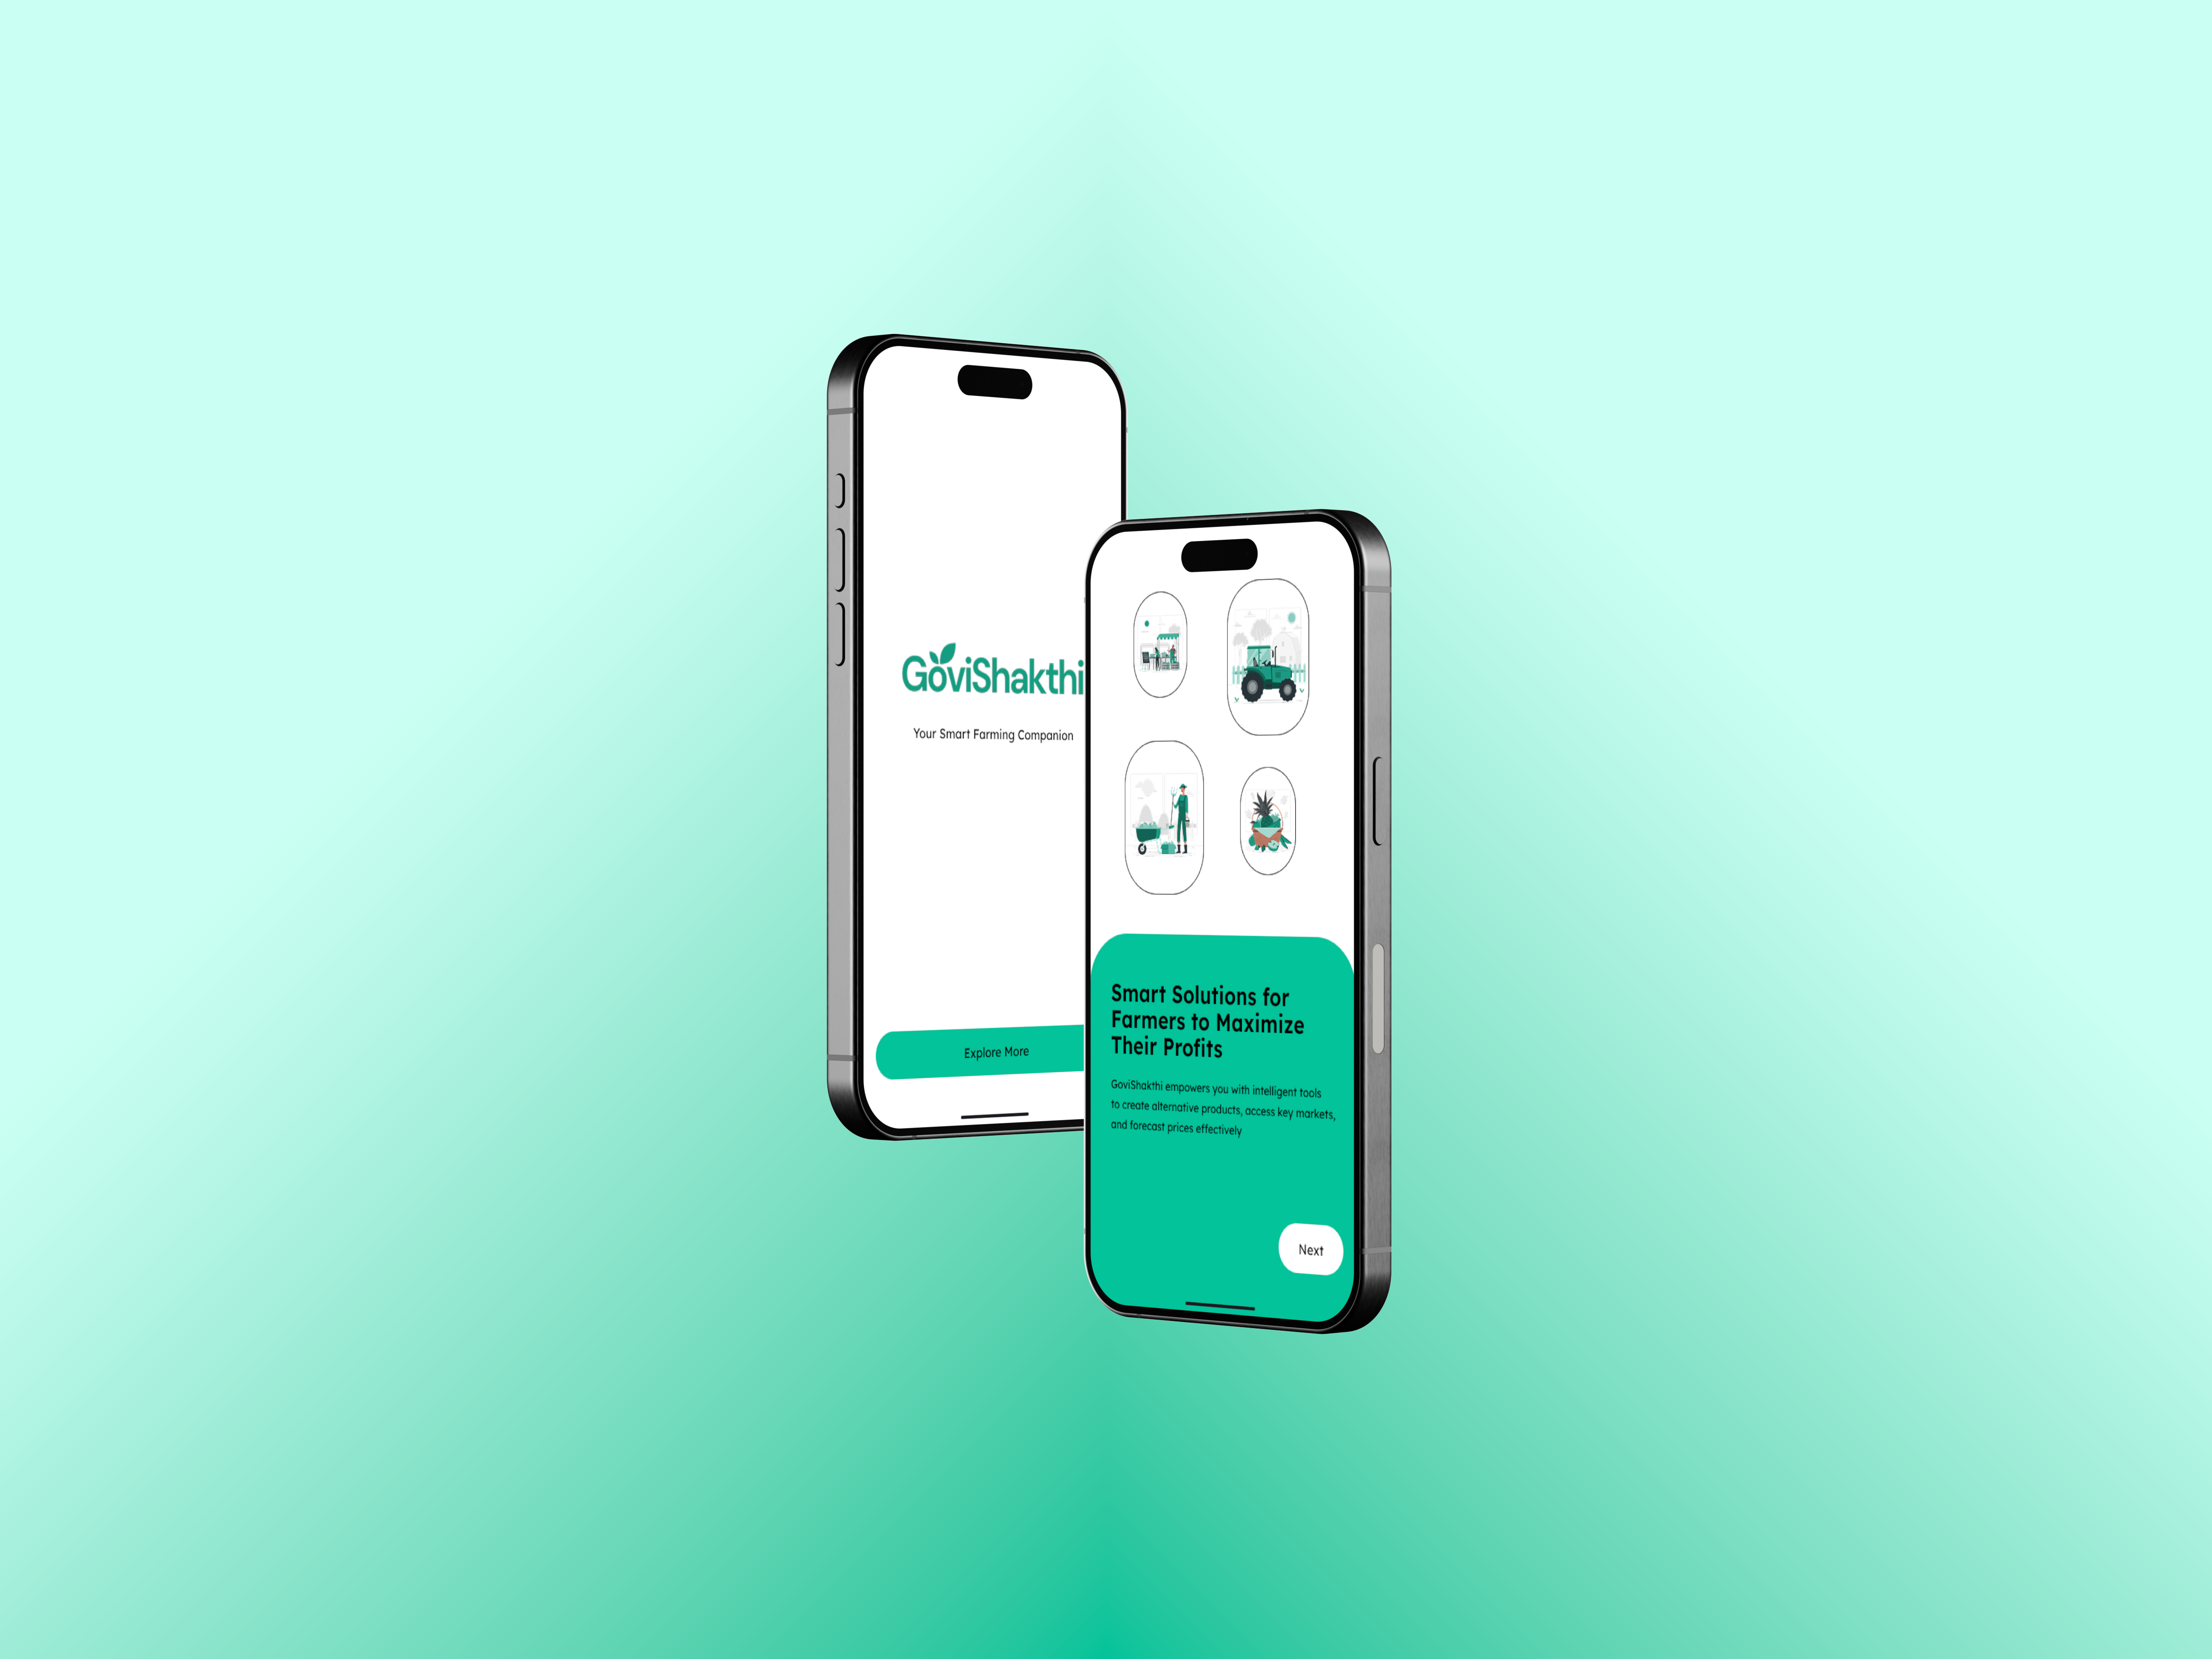 GoviShakthi
Your Smart Farming Companion
Explore More
Smart Solutions for
Farmers to Maximize
Their Profits
GoviShakthi empowers you with intelligent tools
to create alternative products, access key markets,
and forecast prices effectively
Next